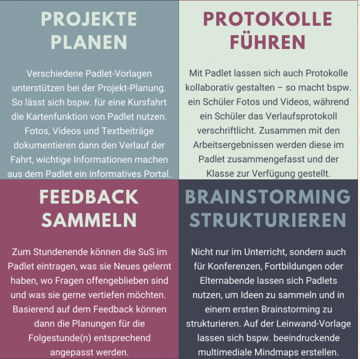 PROJEKTE
PLANEN
Verschiedene Padlet-Vorlagen
unterstützen bei der Projekt-Planung.
So lässt sich bspw. für eine Kursfahrt
die Kartenfunktion von Padlet nutzen.
Fotos, Videos und Textbeiträge
dokumentieren dann den Verlauf der
Fahrt, wichtige Informationen machen
aus dem Padlet ein informatives Portal.
PROTOKOLLE
FÜHREN
Mit Padlet lassen sich auch Protokolle
kollaborativ gestalten – so macht bspw.
ein Schüler Fotos und Videos, während
ein Schüler das Verlaufsprotokoll
verschriftlicht. Zusammen mit den
Arbeitsergebnissen werden diese im
Padlet zusammengefasst und der
Klasse zur Verfügung gestellt.
FEEDBACK
SAMMELN
Zum Stundenende können die SuS im
Padlet eintragen, was sie Neues gelernt
haben, wo Fragen offengeblieben sind
und was sie gerne vertiefen möchten.
Basierend auf dem Feedback können
dann die Planungen für die
Folgestunde(n) entsprechend
angepasst werden.
BRAINSTORMING
STRUKTURIEREN
Nicht nur im Unterricht, sondern auch
für Konferenzen, Fortbildungen oder
Elternabende lassen sich Padlets
nutzen, um Ideen zu sammeln und in
einem ersten Brainstorming zu
strukturieren. Auf der Leinwand-Vorlage
lassen sich bspw. beeindruckende
multimediale Mindmaps erstellen.